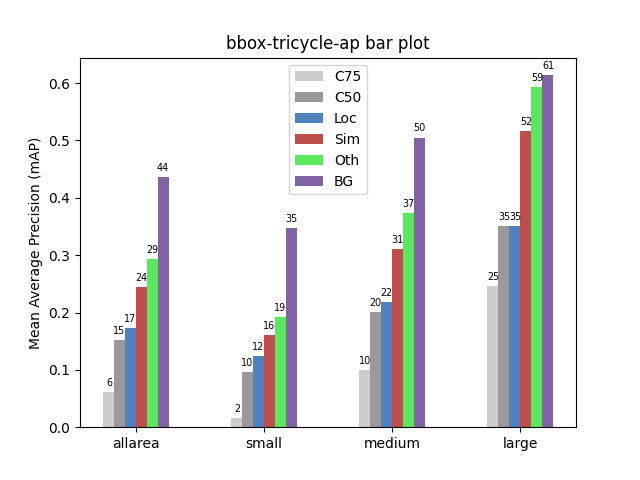 bbox-tricycle-ap bar plot
Mean Average Precision (mAP)
0.6
0.5
0.4
0.3
0.2
0.1
0.0
C75
C50
Loc
Sim
Oth
BG
6 15 17 24 29 44
2 10 12 16 19 35
10 20 22 31 37 50
25 35 35 52 59 61
allarea small medium large